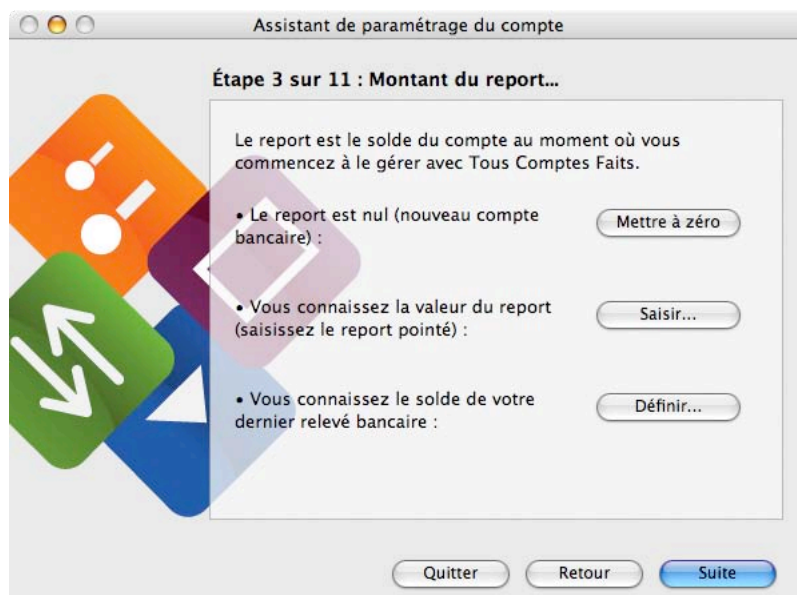 Assistant de paramétrage du compte
Étape 3 sur 11 : Montant du report...
Le report est le solde du compte au moment où vous
commencez à le gérer avec Tous Comptes Faits.
• Le report est nul (nouveau compte
bancaire) :
Mettre à zéro
• Vous connaissez la valeur du report
(saisissez le report pointé) :
Saisir...
• Vous connaissez le solde de votre
dernier relevé bancaire :
Définir...
Quitter
Retour
Suite